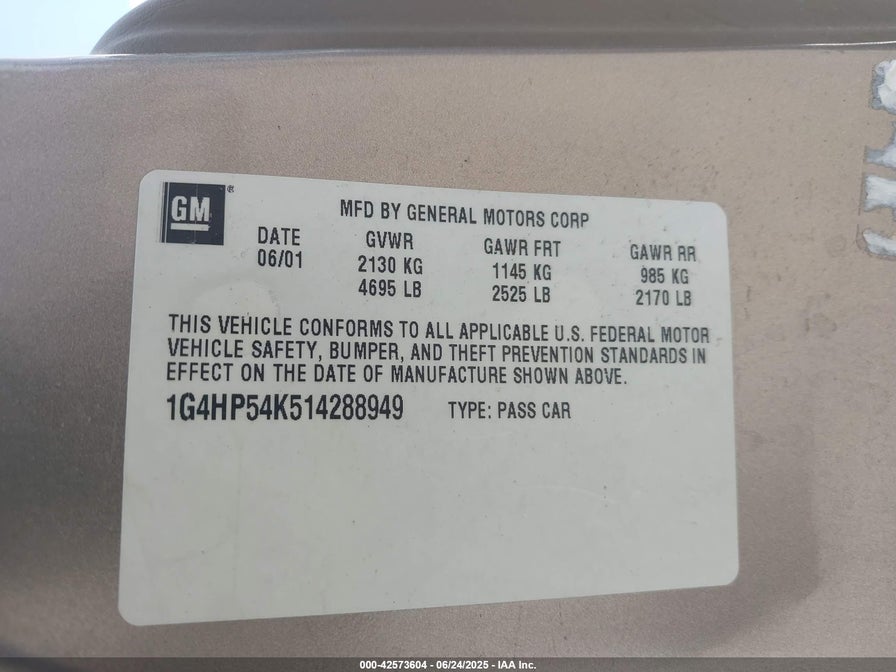 GM ®
MFD BY GENERAL MOTORS CORP
DATE GVWR GAWR FRT GAWR RR
06/01 2130 KG 1145 KG 985 KG
4695 LB 2525 LB 2170 LB
THIS VEHICLE CONFORMS TO ALL APPLICABLE U.S. FEDERAL MOTOR
VEHICLE SAFETY, BUMPER, AND THEFT PREVENTION STANDARDS IN
EFFECT ON THE DATE OF MANUFACTURE SHOWN ABOVE.
1G4HP54K514288949 TYPE: PASS CAR
000-42573604 - 06/24/2025 - IAA Inc.